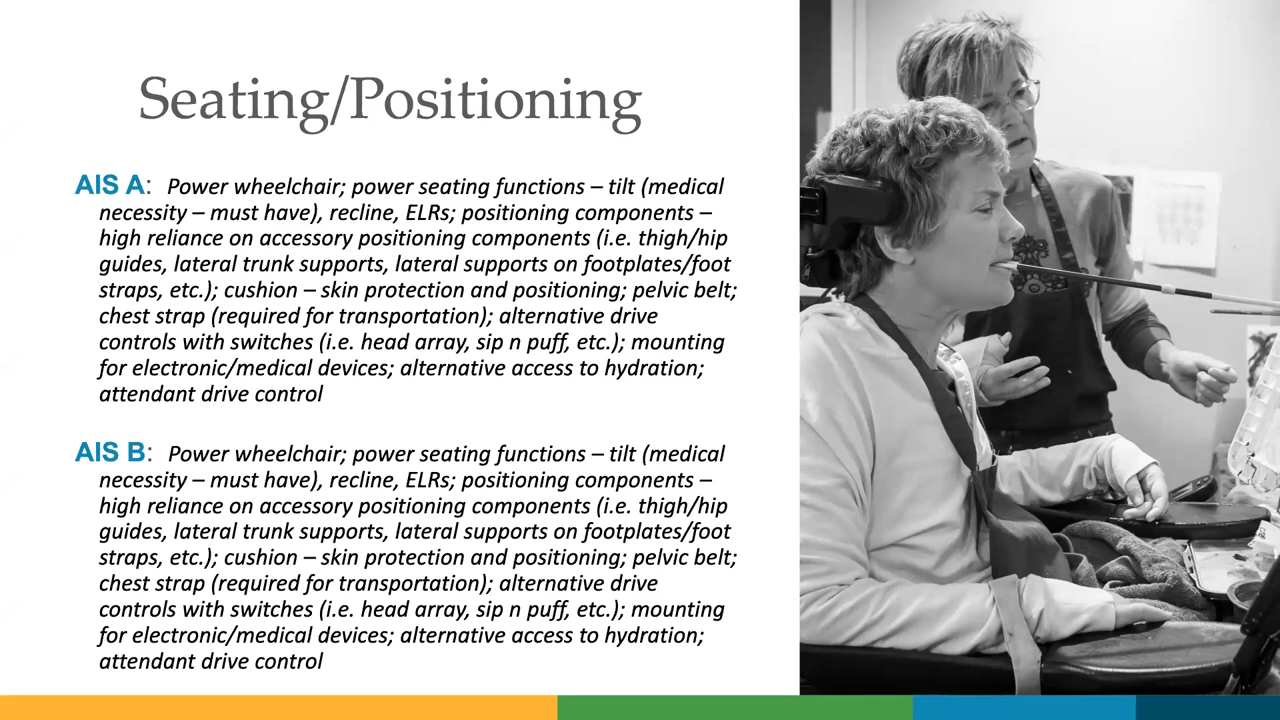 Seating/Positioning
AIS A: Power wheelchair; power seating functions – tilt (medical
necessity – must have), recline, ELRs; positioning components –
high reliance on accessory positioning components (i.e. thigh/hip
guides, lateral trunk supports, lateral supports on footplates/foot
straps, etc.); cushion – skin protection and positioning; pelvic belt;
chest strap (required for transportation); alternative drive
controls with switches (i.e. head array, sip n puff, etc.); mounting
for electronic/medical devices; alternative access to hydration;
attendant drive control
AIS B: Power wheelchair; power seating functions – tilt (medical
necessity – must have), recline, ELRs; positioning components –
high reliance on accessory positioning components (i.e. thigh/hip
guides, lateral trunk supports, lateral supports on footplates/foot
straps, etc.); cushion – skin protection and positioning; pelvic belt;
chest strap (required for transportation); alternative drive
controls with switches (i.e. head array, sip n puff, etc.); mounting
for electronic/medical devices; alternative access to hydration;
attendant drive control